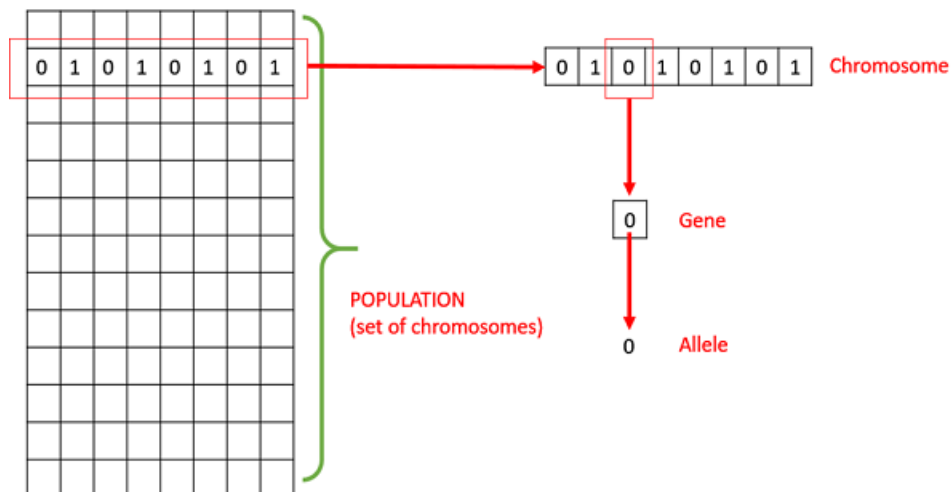 0 1 0 1 0 1 0 1
0 1 0 1 0 1 0 1 Chromosome
0 Gene
POPULATION
(set of chromosomes)
0 Allele